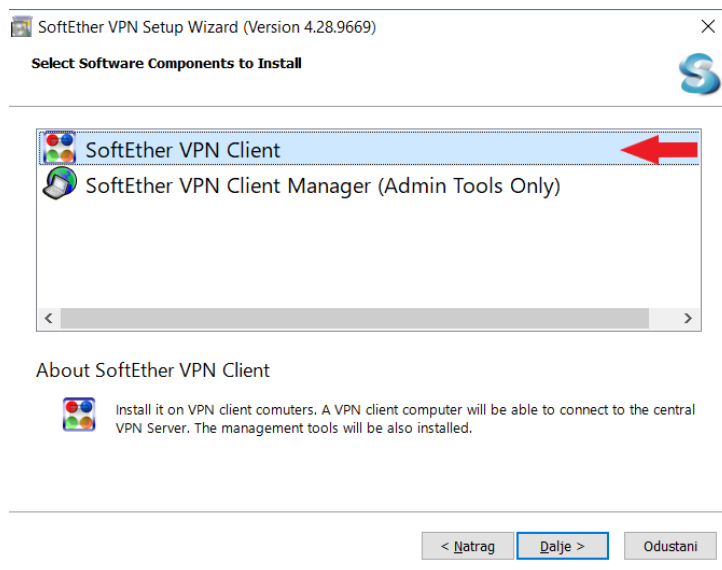 SoftEther VPN Setup Wizard (Version 4.28.9669)
Select Software Components to Install
SoftEther VPN Client
SoftEther VPN Client Manager (Admin Tools Only)
About SoftEther VPN Client
Install it on VPN client comuters. A VPN client computer will be able to connect to the central
VPN Server. The management tools will be also installed.
< Natrag
Dalje >
Odustani